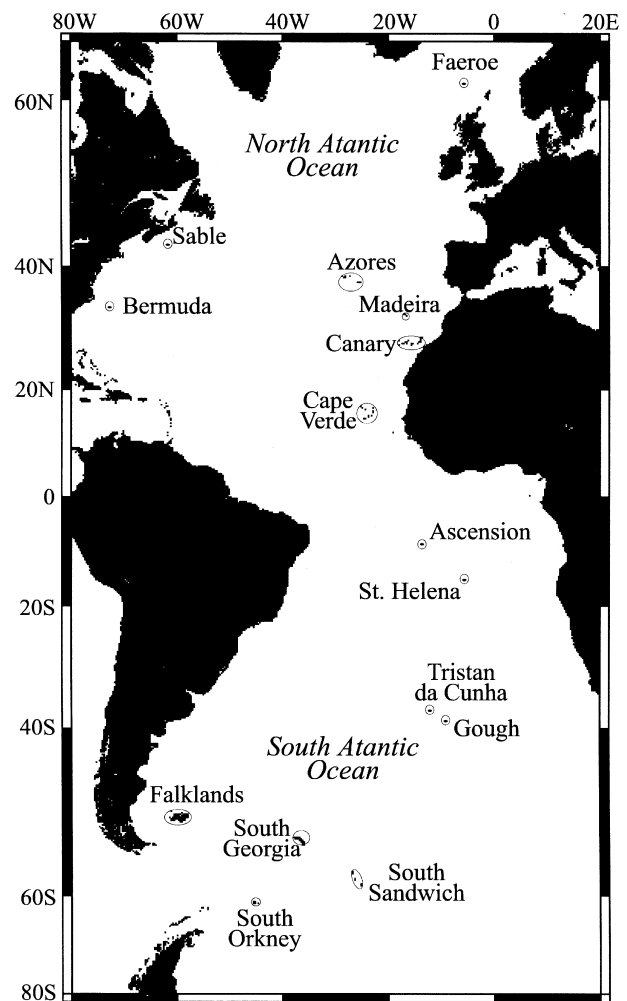 80W 60W 40W 20W 0 20E
Faeroe
60N
North Atantic
Ocean
Sable
40N
Azores
Bermuda
Madeira
Canary
20N
Cape
Verde
0
Ascension
St. Helena
20S
Tristan
da Cunha
Gough
40S
South Atantic
Ocean
Falklands
South
Georgia
South
Sandwich
60S
South
Orkney
80S